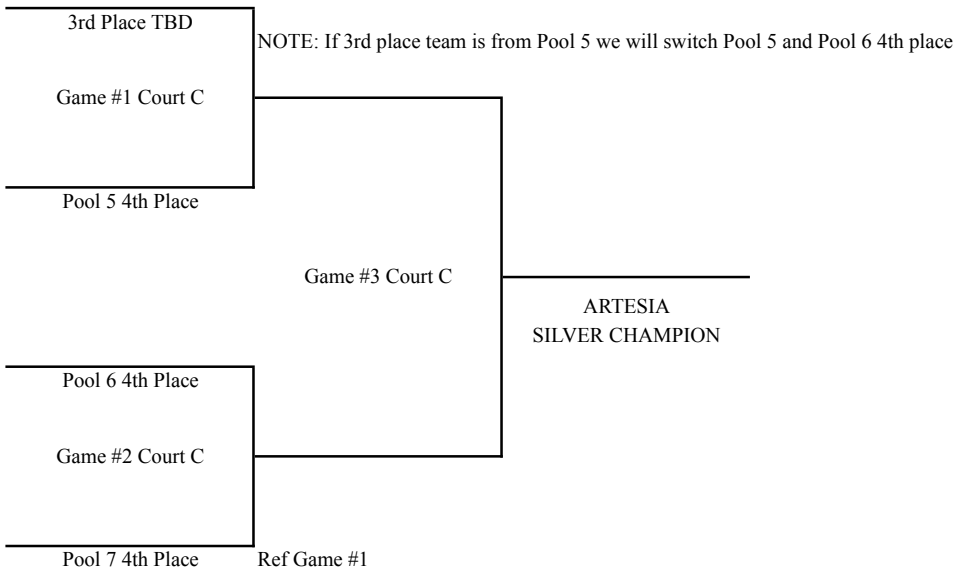 3rd Place TBD
NOTE: If 3rd place team is from Pool 5 we will switch Pool 5 and Pool 6 4th place
Game #1 Court C
Pool 5 4th Place
Game #3 Court C
ARTESIA
SILVER CHAMPION
Pool 6 4th Place
Game #2 Court C
Pool 7 4th Place
Ref Game #1